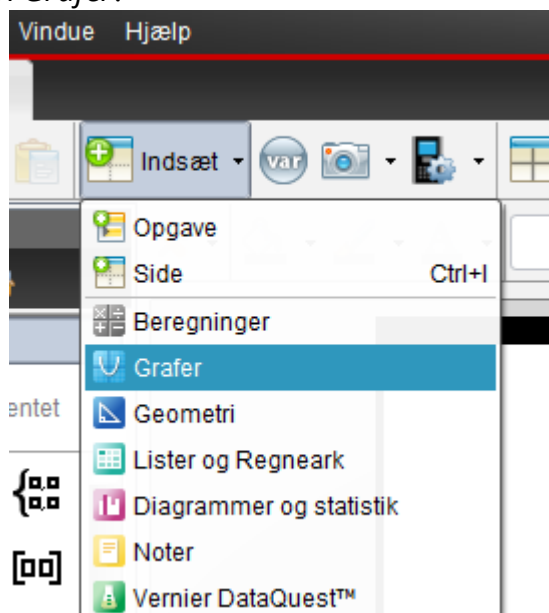 Grafer.
Vindue Hjælp
Indsæt var
Opgave
Side Ctrl+I
Beregninger
Grafer
entet
Geometri
Lister og Regneark
Diagrammer og statistik
Noter
Vernier DataQuest™